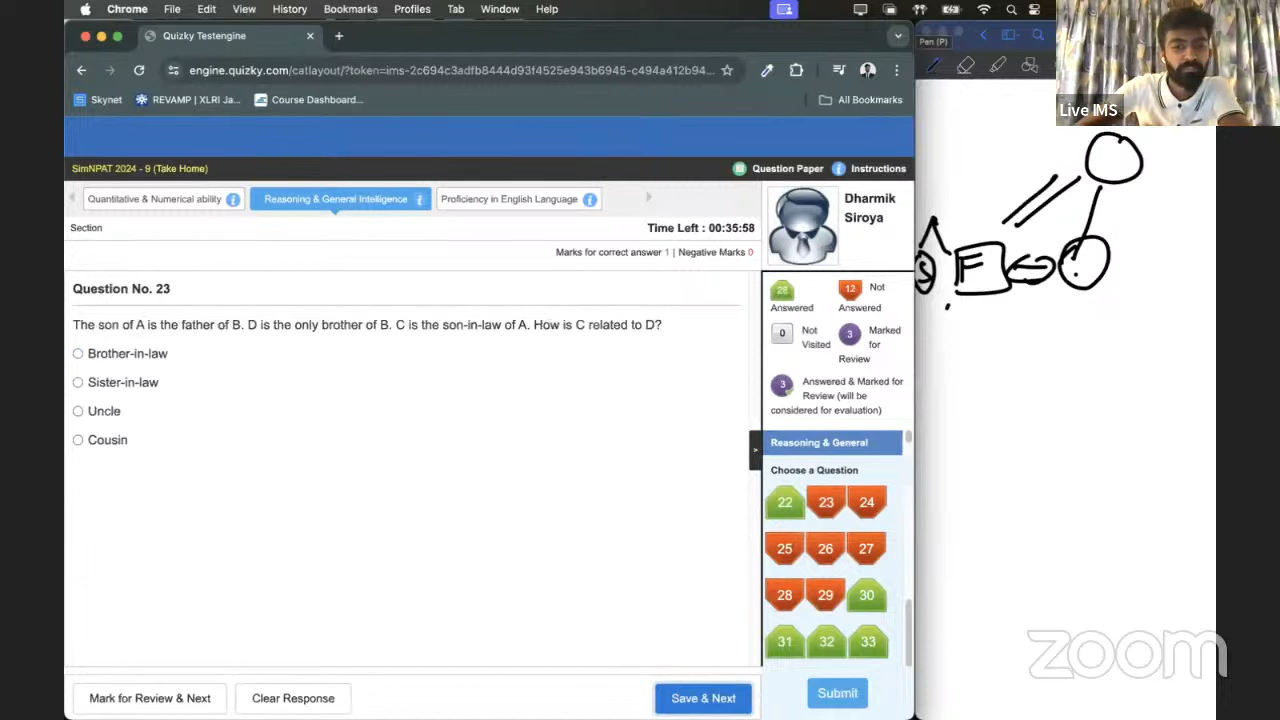 Chrome File Edit View History Bookmarks Profiles Tab Window Help
Quizky Testengine
Pen (P)
engine.quizky.com/catlayout/?token=ims-2c694c3adfb8444d93f4525e943b6945-c494a412b94...
Skynet
REVAMP | XLRI Ja...
Course Dashboard...
All Bookmarks
Live IMS
SimNPAT 2024 - 9 (Take Home)
Question Paper
Instructions
Quantitative & Numerical ability
Reasoning & General Intelligence
Proficiency in English Language
Dharmik
Siroya
Section
Time Left : 00:35:58
Marks for correct answer 1 | Negative Marks 0
Question No. 23
The son of A is the father of B. D is the only brother of B. C is the son-in-law of A. How is C related to D?
Brother-in-law
Sister-in-law
Uncle
Cousin
12
Not
Answered
Answered
0
Not
Visited
3
Marked
for
Review
3
Answered & Marked for
Review (will be
considered for evaluation)
Reasoning & General
Choose a Question
22 23 24
25 26 27
28 29 30
31 32 33
Mark for Review & Next
Clear Response
Save & Next
Submit
S
F
zoom